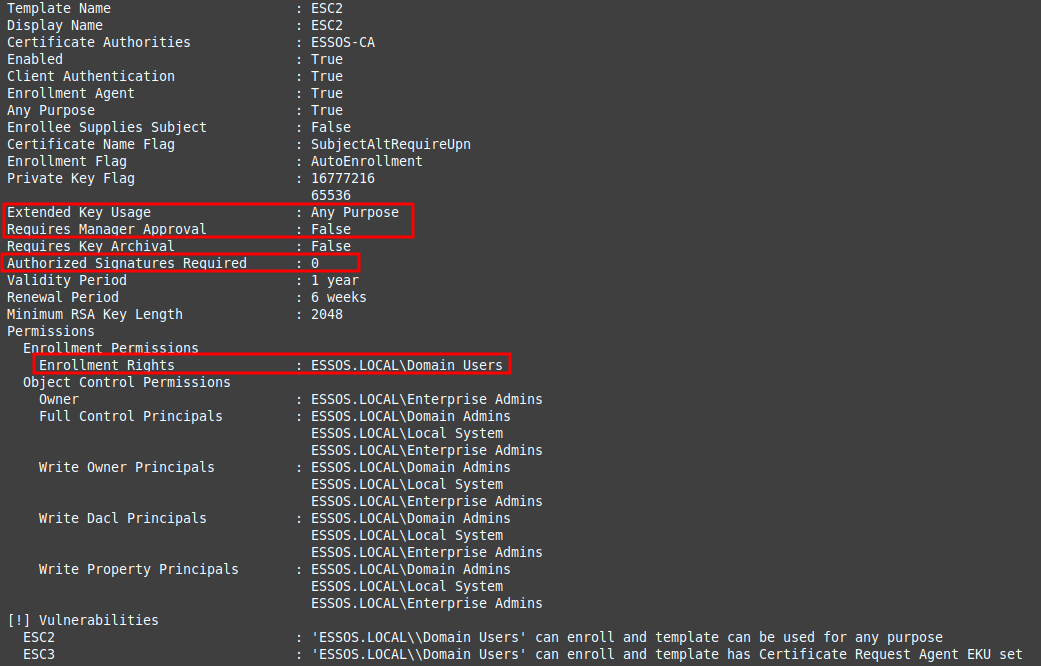 Template Name : ESC2
Display Name : ESC2
Certificate Authorities : ESSOS-CA
Enabled : True
Client Authentication : True
Enrollment Agent : True
Any Purpose : True
Enrollee Supplies Subject : False
Certificate Name Flag : SubjectAltRequireUpn
Enrollment Flag : AutoEnrollment
Private Key Flag : 16777216
65536
Extended Key Usage : Any Purpose
Requires Manager Approval : False
Requires Key Archival : False
Authorized Signatures Required : 0
Validity Period : 1 year
Renewal Period : 6 weeks
Minimum RSA Key Length : 2048
Permissions
Enrollment Permissions
Enrollment Rights : ESSOS.LOCAL\Domain Users
Object Control Permissions
Owner : ESSOS.LOCAL\Enterprise Admins
Full Control Principals : ESSOS.LOCAL\Domain Admins
ESSOS.LOCAL\Local System
ESSOS.LOCAL\Enterprise Admins
Write Owner Principals : ESSOS.LOCAL\Domain Admins
ESSOS.LOCAL\Local System
ESSOS.LOCAL\Enterprise Admins
Write Dacl Principals : ESSOS.LOCAL\Domain Admins
ESSOS.LOCAL\Local System
ESSOS.LOCAL\Enterprise Admins
Write Property Principals : ESSOS.LOCAL\Domain Admins
ESSOS.LOCAL\Local System
ESSOS.LOCAL\Enterprise Admins
[!] Vulnerabilities
ESC2 : 'ESSOS.LOCAL\\Domain Users' can enroll and template can be used for any purpose
ESC3 : 'ESSOS.LOCAL\\Domain Users' can enroll and template has Certificate Request Agent EKU set